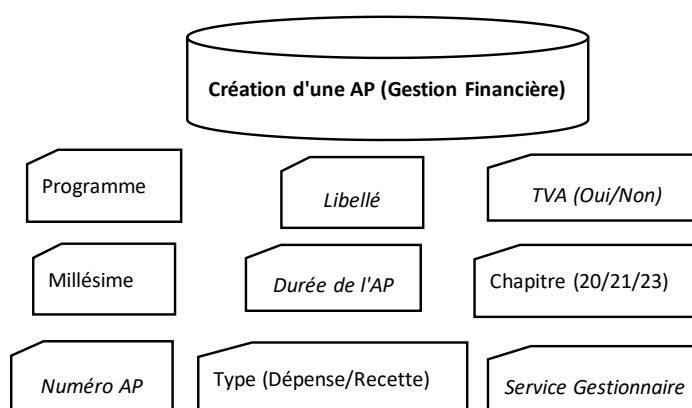 Création d'une AP (Gestion Financière)
Programme
Libellé
TVA (Oui/Non)
Millésime
Durée de l'AP
Chapitre (20/21/23)
Numéro AP
Type (Dépense/Recette)
Service Gestionnaire